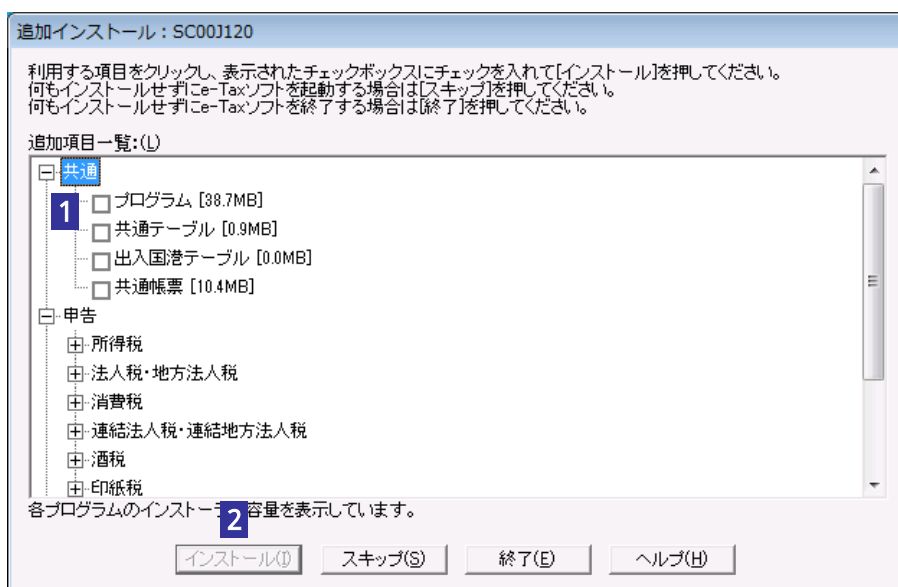 追加インストール：SC00J120
利用する項目をクリックし、表示されたチェックボックスにチェックを入れて[インストール]を押してください。
何もインストールせずにe-Taxソフトを起動する場合は[スキップ]を押してください。
何もインストールせずにe-Taxソフトを終了する場合は[終了]を押してください。
追加項目一覧:(L)
共通
1
プログラム [38.7MB]
共通テーブル [0.9MB]
出入国港テーブル [0.0MB]
共通帳票 [10.4MB]
申告
所得税
法人税・地方法人税
消費税
連結法人税・連結地方法人税
酒税
印紙税
各プログラムのインストー 容量を表示しています。
2
インストール(I) スキップ(S) 終了(E) ヘルプ(H)